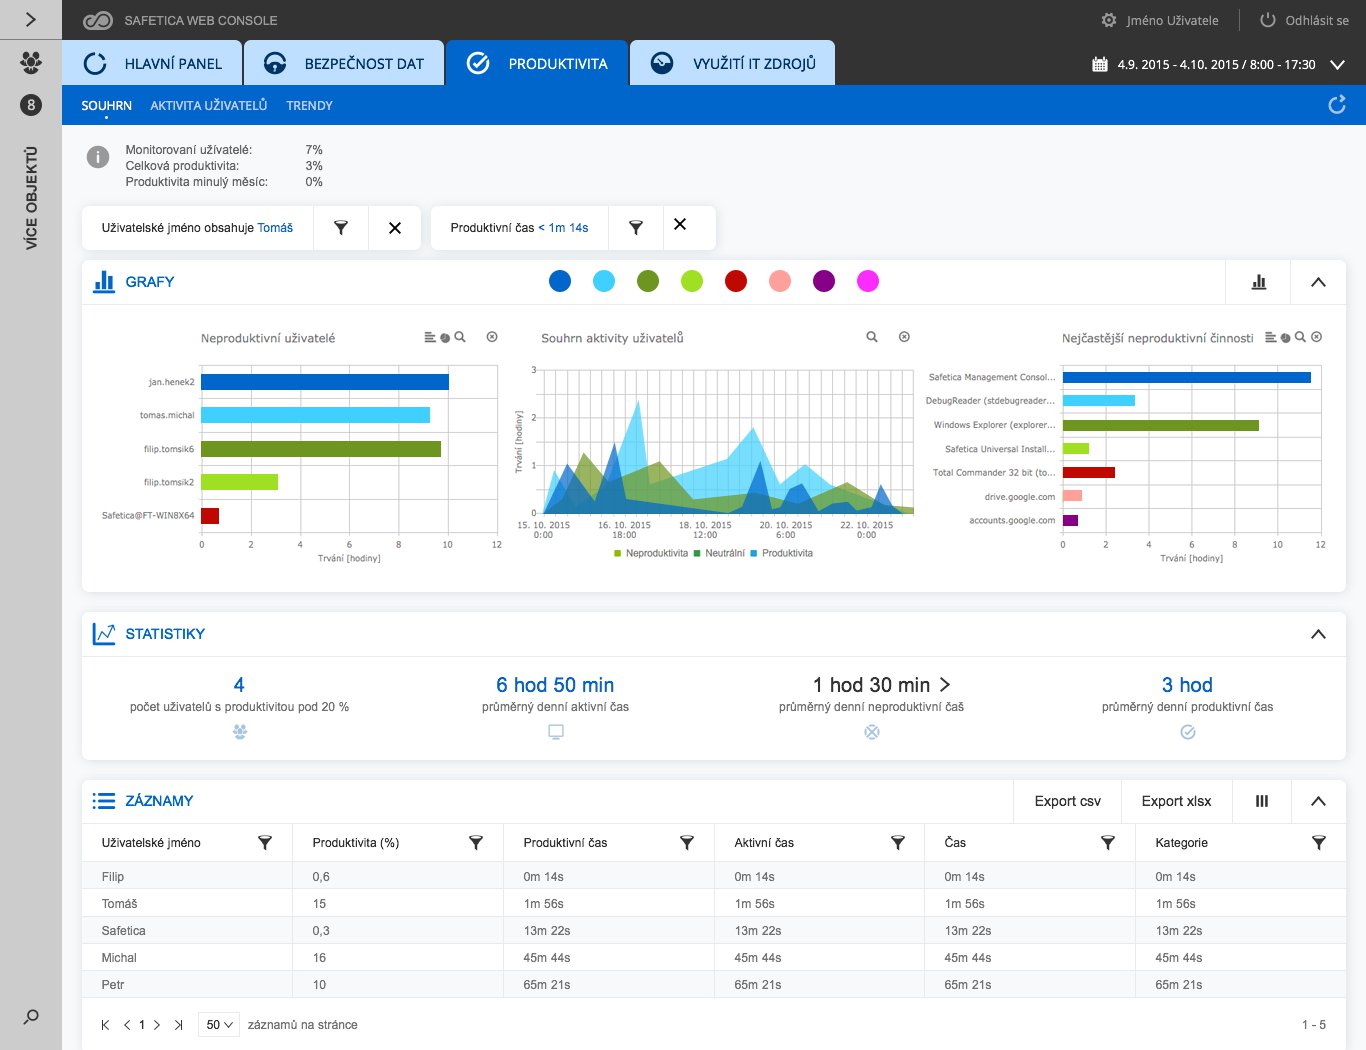 SAFETICA WEB CONSOLE
Jméno Uživatele
Odhlásit se
HLAVNÍ PANEL
BEZPEČNOST DAT
PRODUKTIVITA
VYUŽITÍ IT ZDROJŮ
4.9. 2015 - 4.10. 2015 / 8:00 - 17:30
8
VÍCE OBJEKTŮ
SOUHRN
AKTIVITA UŽIVATELŮ
TRENDY
Monitorovaní užívatelé: 7%
Celková produktivita: 3%
Produktivita minulý měsíc: 0%
Uživatelské jméno obsahuje Tomáš
Produktivní čas < 1m 14s
GRAFY
Neproduktivní uživatelé
jan.henek2
tomas.michal
filip.tomsik6
filip.tomsik2
Safetica@FT-WIN8X64
0 2 4 6 8 10 12
Trvání [hodiny]
Souhrn aktivity uživatelů
Trvání [hodiny]
3
2
1
0
15. 10. 2015 16. 10. 2015 18. 10. 2015 20. 10. 2015 22. 10. 2015
0:00 18:00 12:00 6:00 0:00
Neproduktivita Neutrální Produktivita
Nejčastější neproduktivní činnosti
Safetica Management Consol...
DebugReader (stdebugreader...
Windows Explorer (explorer...
Safetica Universal Install...
Total Commander 32 bit (to...
drive.google.com
accounts.google.com
0 2 4 6 8 10 12
Trvání [hodiny]
STATISTIKY
4
počet uživatelů s produktivitou pod 20 %
6 hod 50 min
průměrný denní aktivní čas
1 hod 30 min
průměrný denní neproduktivní čaš
3 hod
průměrný denní produktivní čas
ZÁZNAMY
Export csv
Export xlsx
Uživatelské jméno Produktivita (%) Produktivní čas Aktivní čas Čas Kategorie
Filip 0,6 0m 14s 0m 14s 0m 14s 0m 14s
Tomáš 15 1m 56s 1m 56s 1m 56s 1m 56s
Safetica 0,3 13m 22s 13m 22s 13m 22s 13m 22s
Michal 16 45m 44s 45m 44s 45m 44s 45m 44s
Petr 10 65m 21s 65m 21s 65m 21s 65m 21s
1 50 záznamů na stránce 1 - 5